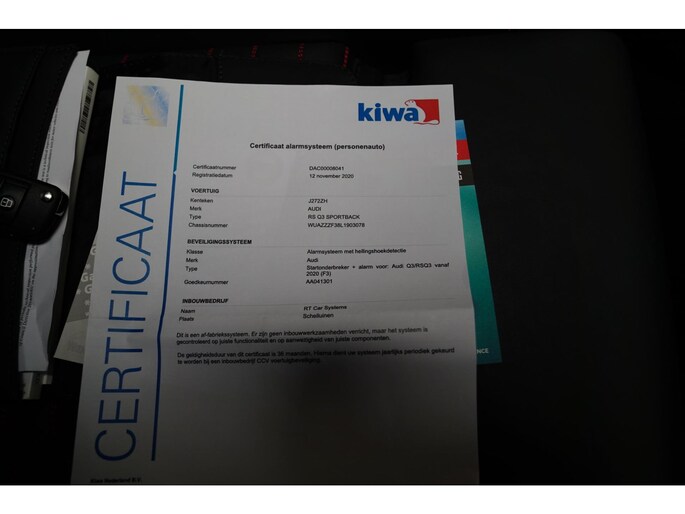 kiwa
Certificaat alarmsysteem (personenauto)
CERTIFICAAT
Certificaatnummer DAC00008041
Registratiedatum 12 november 2020
VOERTUIG
Kenteken J272ZH
Merk AUDI
Type RS Q3 SPORTBACK
Chassisnummer WUAZZZF38L1903078
BEVEILIGINGSSYSTEEM
Klasse Alarmsysteem met hellingshoekdetectie
Merk Audi
Type Startonderbreker + alarm voor: Audi Q3/RSQ3 vanaf
2020 (F3)
Goedkeurnummer AA041301
INBOUWBEDRIJF
Naam RT Car Systems
Plaats Schelluinen
Dit is een af-fabriekssysteem. Er zijn geen inbouwwerkzaamheden verricht, maar het systeem is
gecontroleerd op juiste functionaliteit en op aanwezigheid van juiste componenten.
De geldigheidsduur van dit certificaat is 36 maanden. Hierna dient uw systeem jaarlijks periodiek gekeurd
te worden bij een inbouwbedrijf CCV voertuigbeveiliging.
Kiwa Nederland B.V.